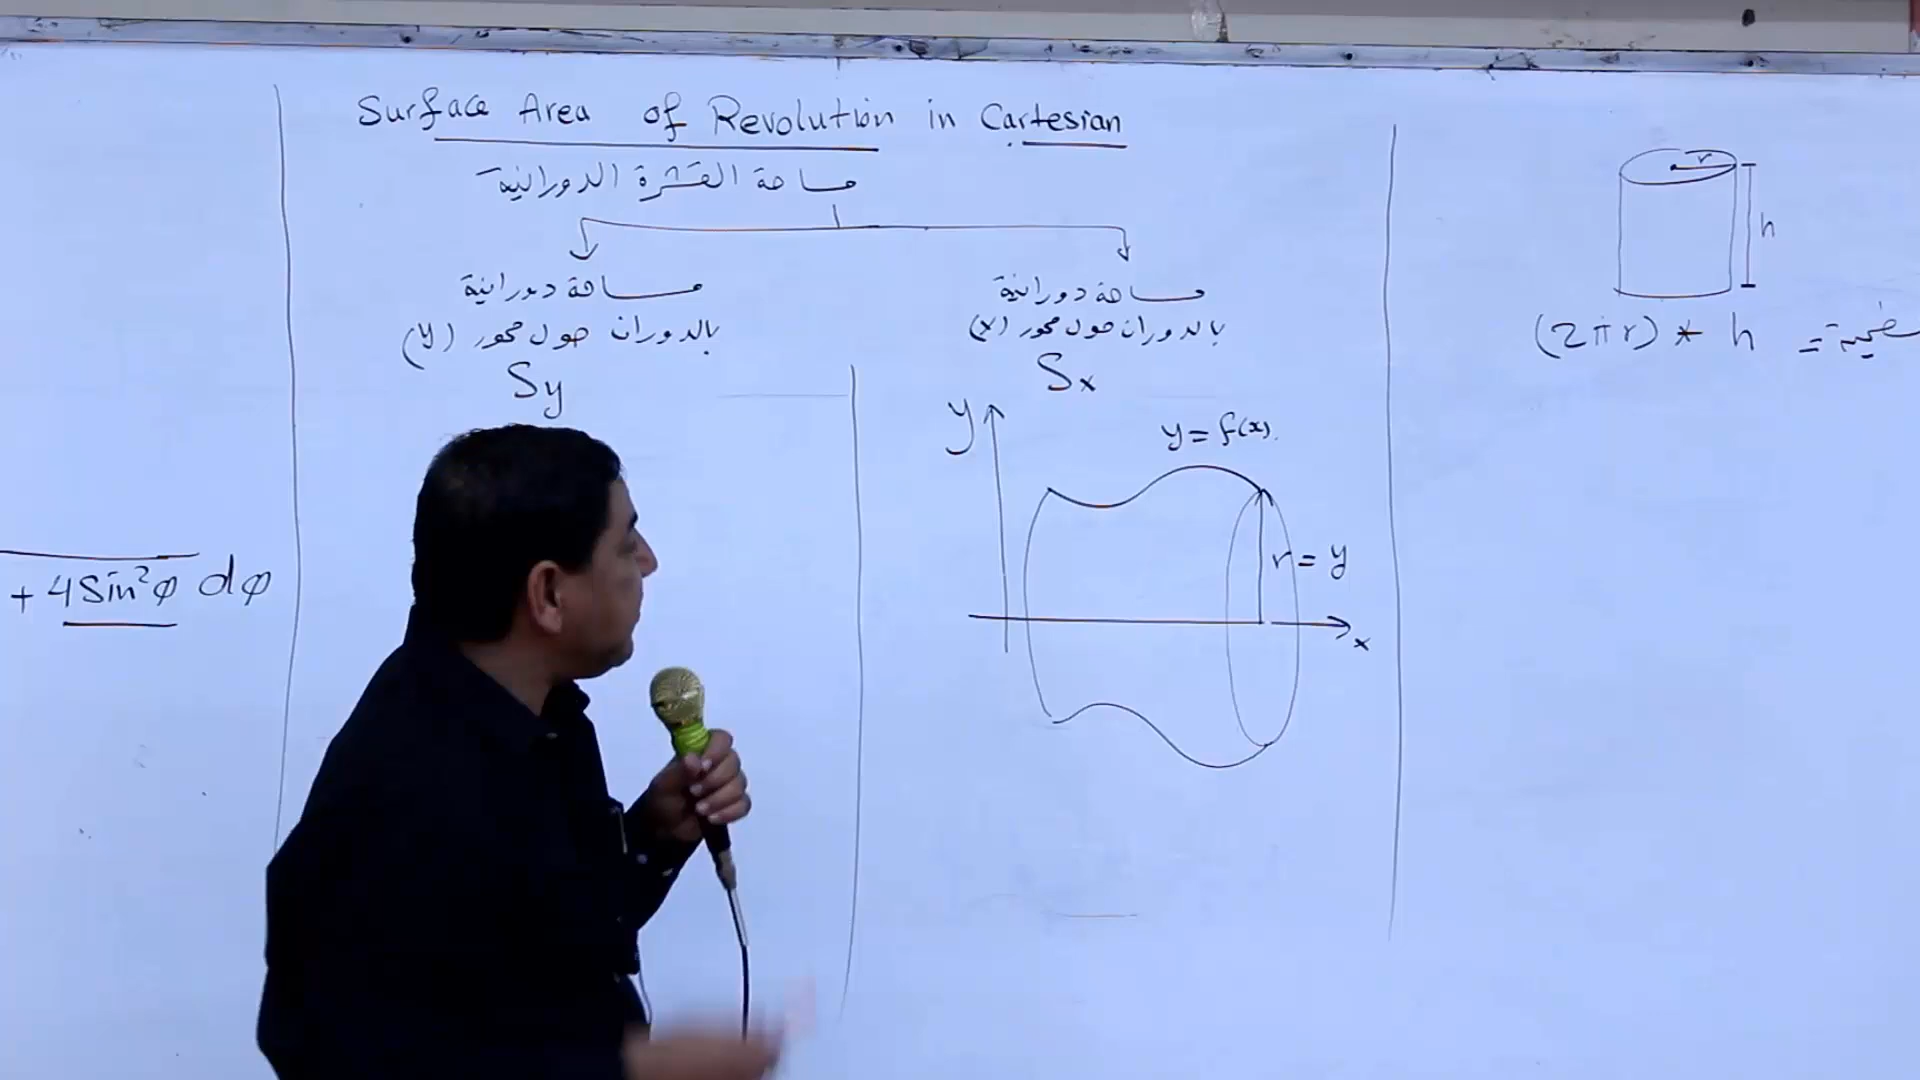 Surface Area of Revolution in Cartesian
مساحة القشرة الدورانية
مساحة دورانية
بالدوران حول محور (y)
Sy
مساحة دورانية
بالدوران حول محور (x)
Sx
y
y = f(x).
r = y
x
+ 4Sin²φ dφ
r
h
(2πr) * h =